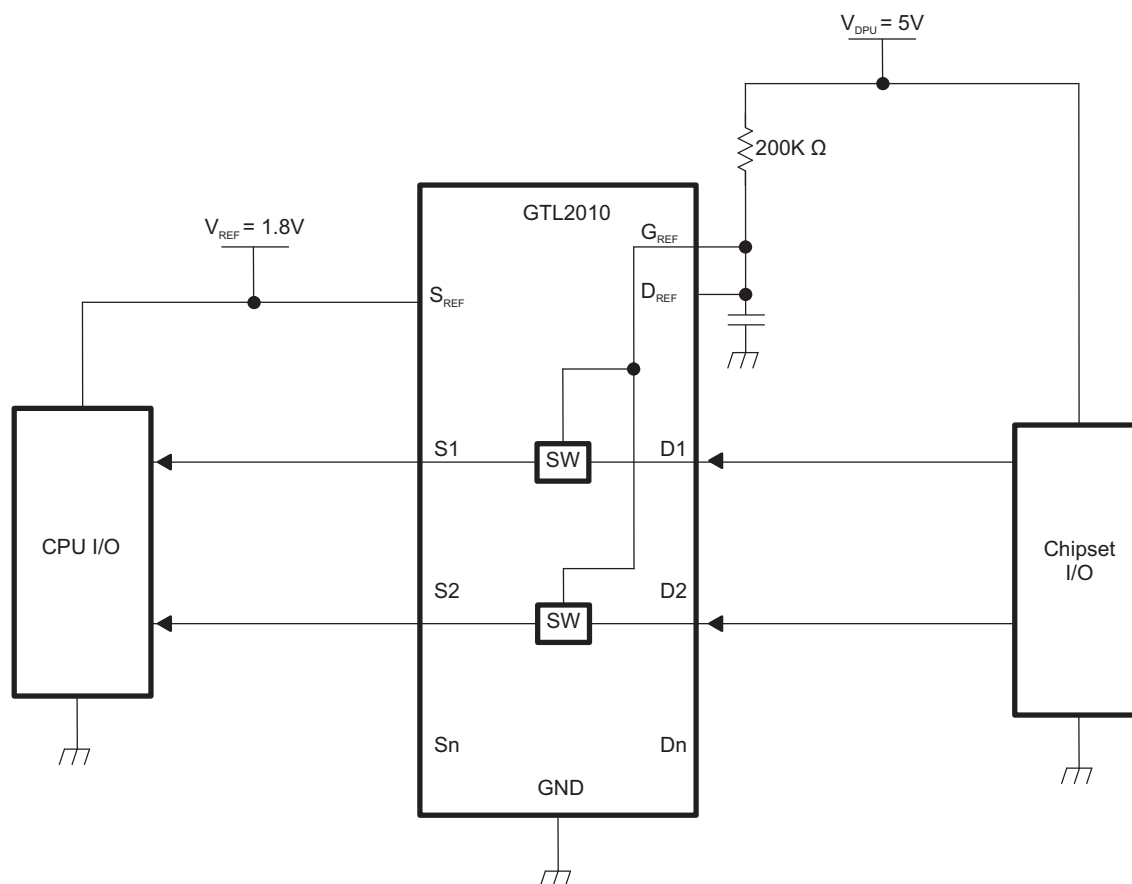 V_DPU = 5V
200K Ω
GTL2010
V_REF = 1.8V
G_REF
D_REF
S_REF
S1
SW
D1
CPU I/O
Chipset
I/O
S2
SW
D2
Sn
Dn
GND